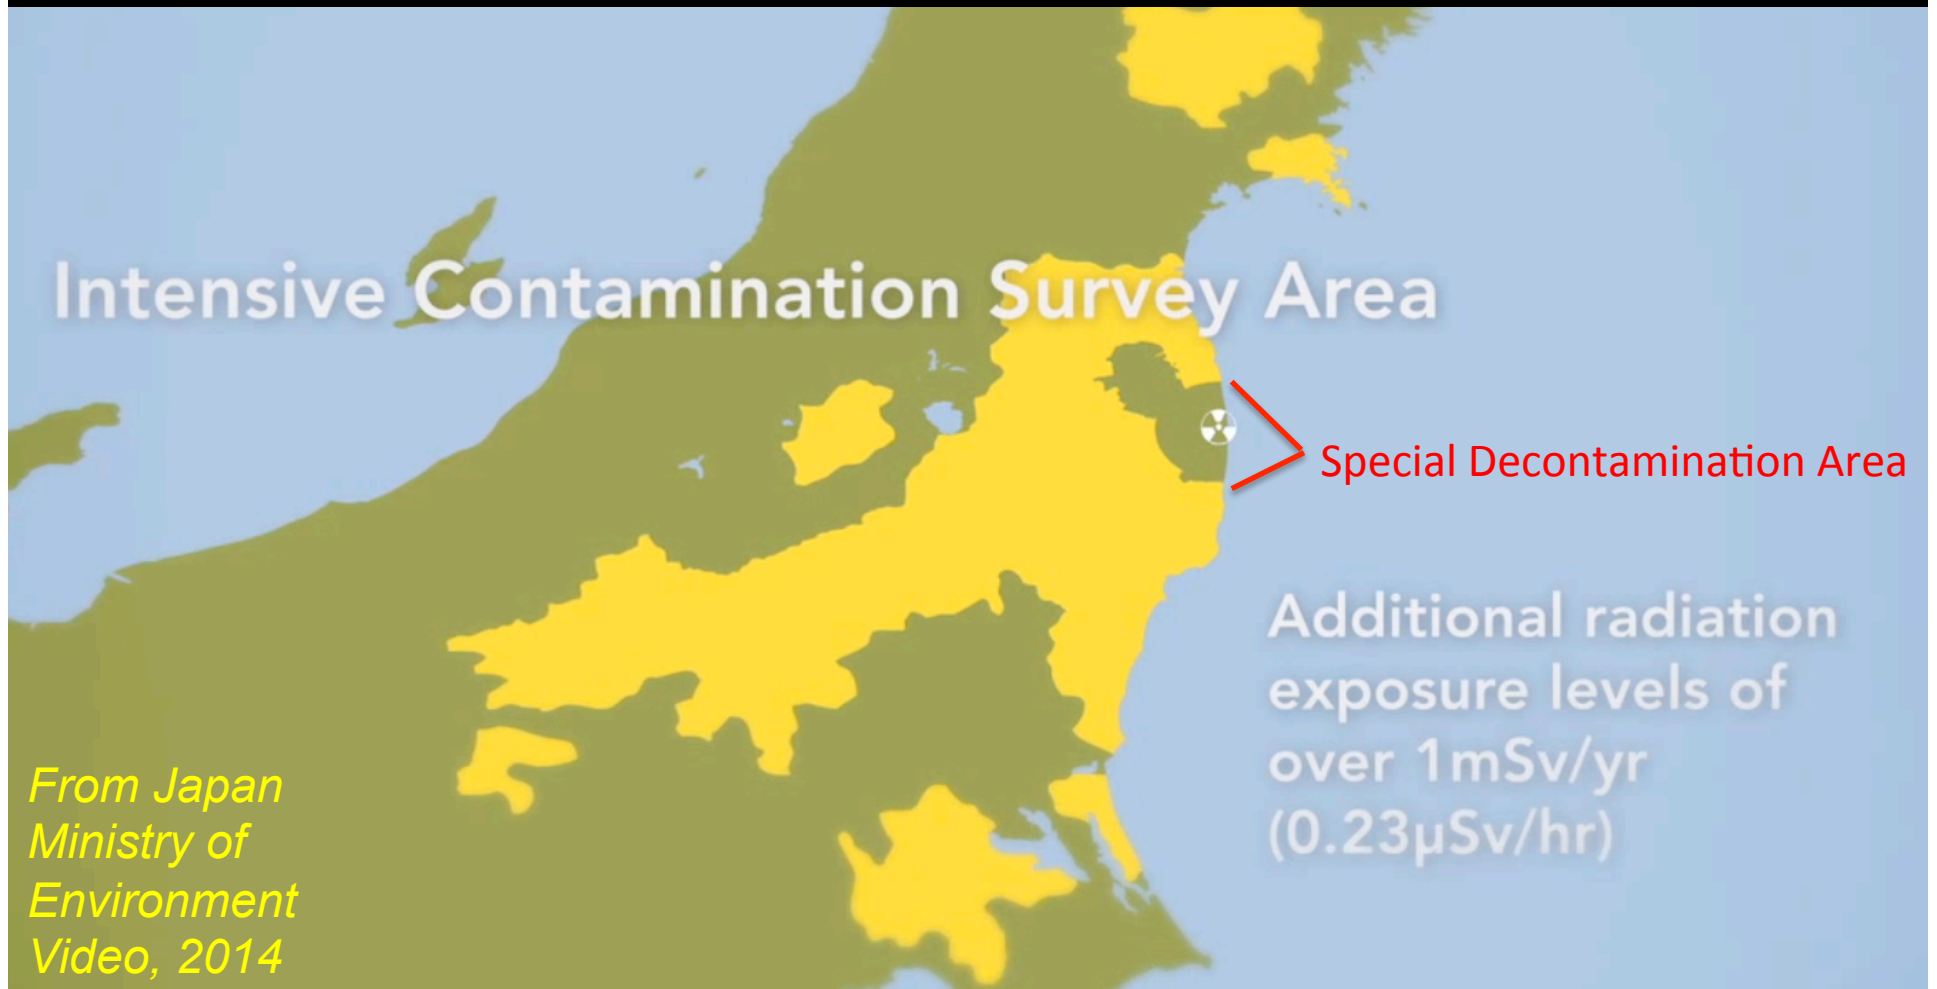 Intensive Contamination Survey Area
Special Decontamination Area
Additional radiation
exposure levels of
over 1mSv/yr
(0.23µSv/hr)
From Japan
Ministry of
Environment
Video, 2014